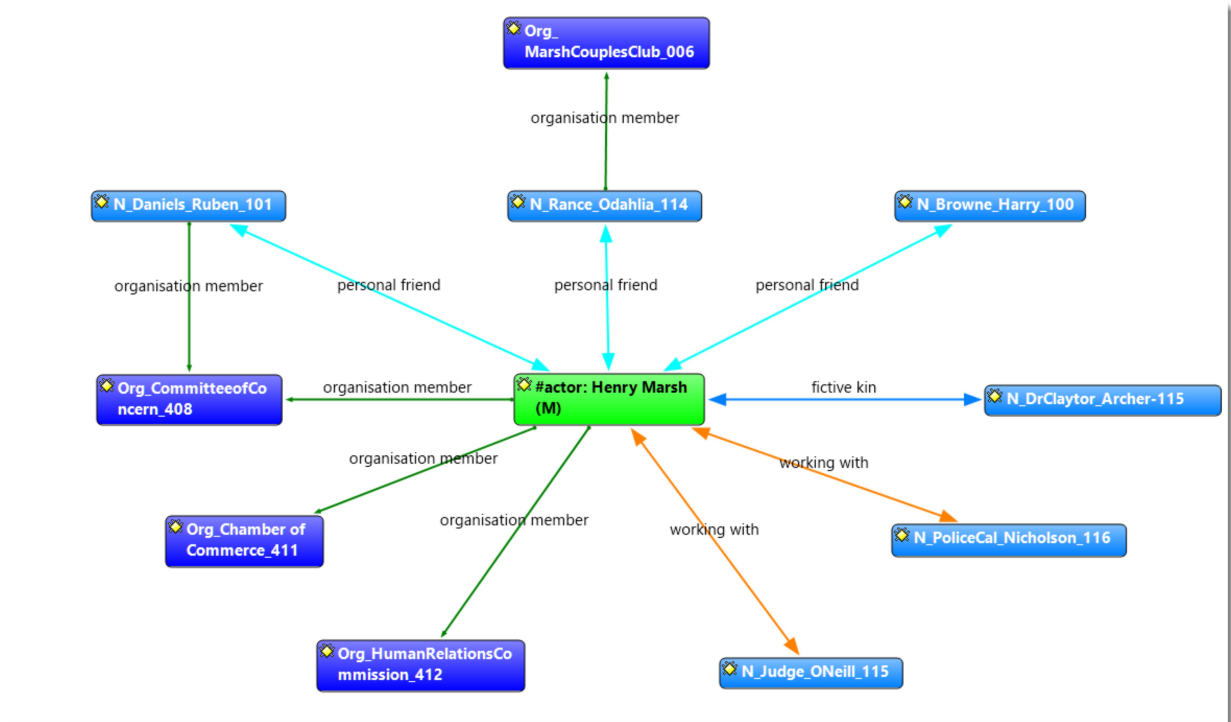 Org_
MarshCouplesClub_006
organisation member
N_Daniels_Ruben_101
N_Rance_Odahlia_114
N_Browne_Harry_100
organisation member
personal friend
personal friend
personal friend
Org_CommitteeofCo
ncern_408
organisation member
#actor: Henry Marsh
(M)
fictive kin
N_DrClaytor_Archer-115
organisation member
working with
organisation member
working with
Org_Chamber of
Commerce_411
N_PoliceCal_Nicholson_116
Org_HumanRelationsCo
mmission_412
N_Judge_ONeill_115